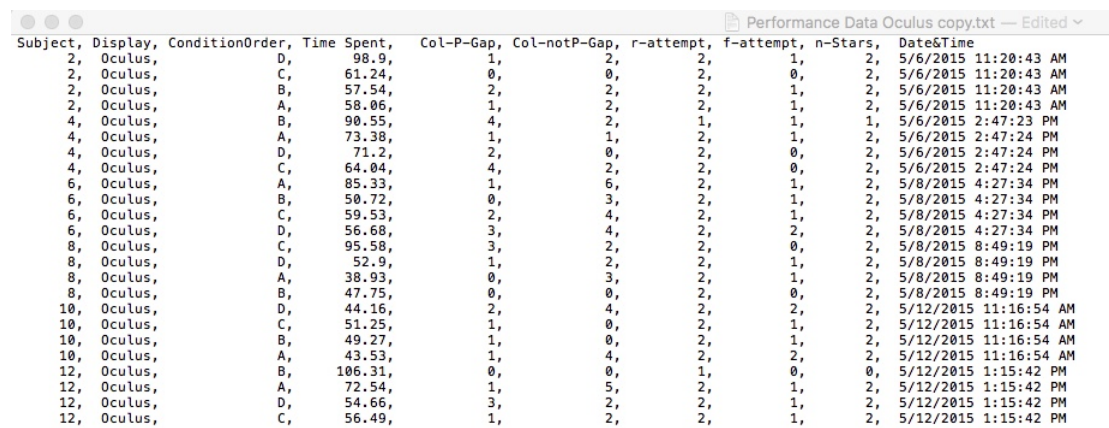 Performance Data Oculus copy.txt — Edited
Subject, Display, ConditionOrder, Time Spent, Col-P-Gap, Col-notP-Gap, r-attempt, f-attempt, n-Stars, Date&Time
2, Oculus, D, 98.9, 1, 2, 2, 1, 2, 5/6/2015 11:20:43 AM
2, Oculus, C, 61.24, 0, 0, 2, 0, 2, 5/6/2015 11:20:43 AM
2, Oculus, B, 57.54, 2, 2, 2, 1, 2, 5/6/2015 11:20:43 AM
2, Oculus, A, 58.06, 1, 2, 2, 1, 2, 5/6/2015 11:20:43 AM
4, Oculus, B, 90.55, 4, 2, 1, 1, 1, 5/6/2015 2:47:23 PM
4, Oculus, A, 73.38, 1, 1, 2, 1, 2, 5/6/2015 2:47:24 PM
4, Oculus, D, 71.2, 2, 0, 2, 0, 2, 5/6/2015 2:47:24 PM
4, Oculus, C, 64.04, 4, 2, 2, 0, 2, 5/6/2015 2:47:24 PM
6, Oculus, A, 85.33, 1, 6, 2, 1, 2, 5/8/2015 4:27:34 PM
6, Oculus, B, 50.72, 0, 3, 2, 1, 2, 5/8/2015 4:27:34 PM
6, Oculus, C, 59.53, 2, 4, 2, 1, 2, 5/8/2015 4:27:34 PM
6, Oculus, D, 56.68, 3, 4, 2, 2, 2, 5/8/2015 4:27:34 PM
8, Oculus, C, 95.58, 3, 2, 2, 0, 2, 5/8/2015 8:49:19 PM
8, Oculus, D, 52.9, 1, 2, 2, 1, 2, 5/8/2015 8:49:19 PM
8, Oculus, A, 38.93, 0, 3, 2, 1, 2, 5/8/2015 8:49:19 PM
8, Oculus, B, 47.75, 0, 0, 2, 0, 2, 5/8/2015 8:49:19 PM
10, Oculus, D, 44.16, 2, 4, 2, 2, 2, 5/12/2015 11:16:54 AM
10, Oculus, C, 51.25, 1, 0, 2, 1, 2, 5/12/2015 11:16:54 AM
10, Oculus, B, 49.27, 1, 0, 2, 1, 2, 5/12/2015 11:16:54 AM
10, Oculus, A, 43.53, 1, 4, 2, 2, 2, 5/12/2015 11:16:54 AM
12, Oculus, B, 106.31, 0, 0, 1, 0, 0, 5/12/2015 1:15:42 PM
12, Oculus, A, 72.54, 1, 5, 2, 1, 2, 5/12/2015 1:15:42 PM
12, Oculus, D, 54.66, 3, 2, 2, 1, 2, 5/12/2015 1:15:42 PM
12, Oculus, C, 56.49, 1, 2, 2, 1, 2, 5/12/2015 1:15:42 PM